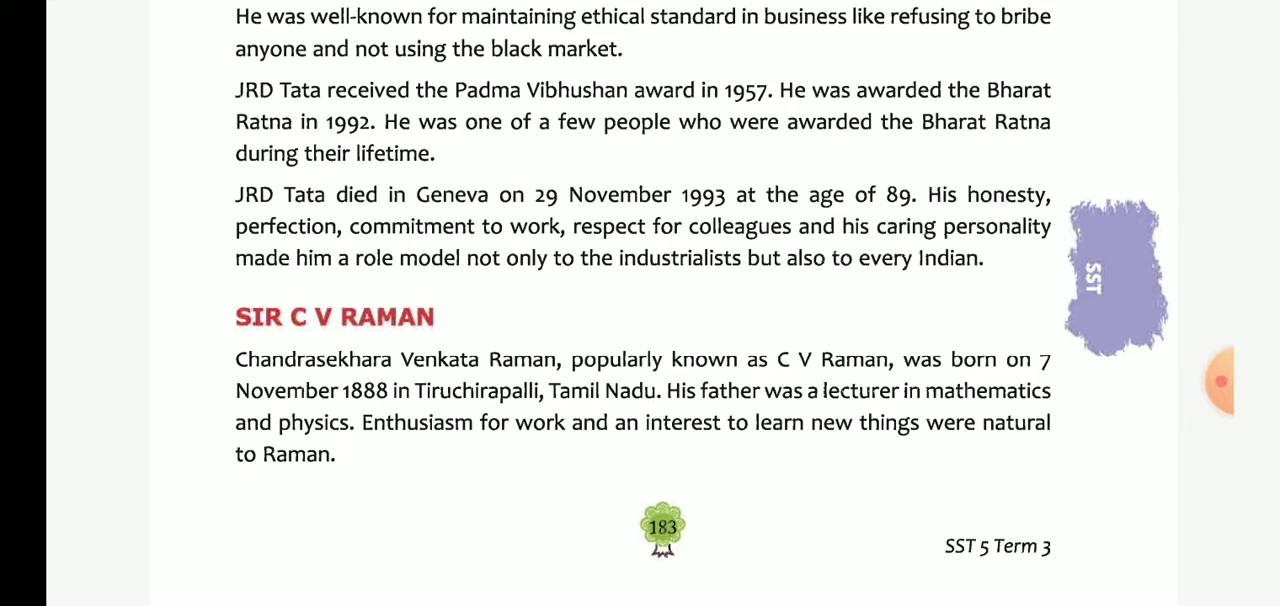 He was well-known for maintaining ethical standard in business like refusing to bribe
anyone and not using the black market.
JRD Tata received the Padma Vibhushan award in 1957. He was awarded the Bharat
Ratna in 1992. He was one of a few people who were awarded the Bharat Ratna
during their lifetime.
JRD Tata died in Geneva on 29 November 1993 at the age of 89. His honesty,
perfection, commitment to work, respect for colleagues and his caring personality
made him a role model not only to the industrialists but also to every Indian.
SST
SIR C V RAMAN
Chandrasekhara Venkata Raman, popularly known as C V Raman, was born on 7
November 1888 in Tiruchirapalli, Tamil Nadu. His father was a lecturer in mathematics
and physics. Enthusiasm for work and an interest to learn new things were natural
to Raman.
183
SST 5 Term 3